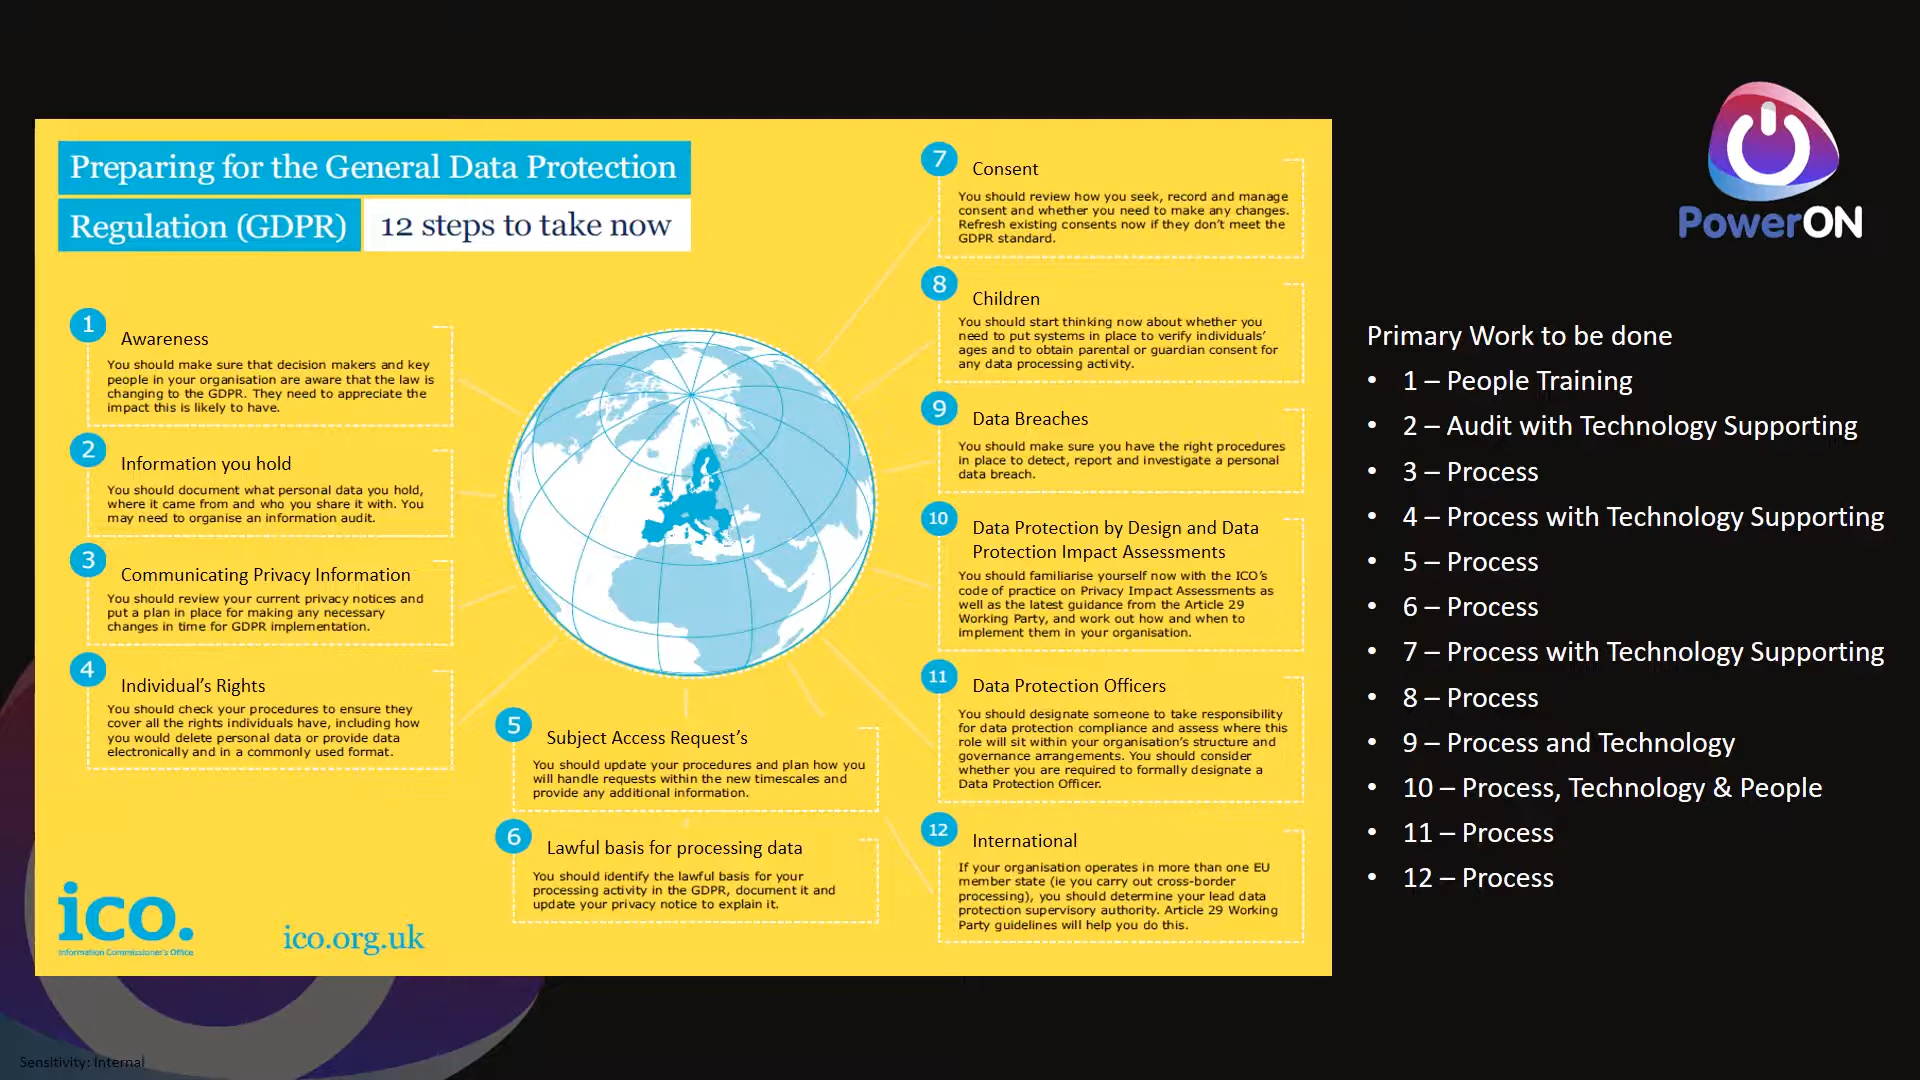 Preparing for the General Data Protection
Regulation (GDPR)
12 steps to take now
1
Awareness
You should make sure that decision makers and key
people in your organisation are aware that the law is
changing to the GDPR. They need to appreciate the
impact this is likely to have.
2
Information you hold
You should document what personal data you hold,
where it came from and who you share it with. You
may need to organise an information audit.
3
Communicating Privacy Information
You should review your current privacy notices and
put a plan in place for making any necessary
changes in time for GDPR implementation.
4
Individual's Rights
You should check your procedures to ensure they
cover all the rights individuals have, including how
you would delete personal data or provide data
electronically and in a commonly used format.
5
Subject Access Request's
You should update your procedures and plan how you
will handle requests within the new timescales and
provide any additional information.
6
Lawful basis for processing data
You should identify the lawful basis for your
processing activity in the GDPR, document it and
update your privacy notice to explain it.
7
Consent
You should review how you seek, record and manage
consent and whether you need to make any changes.
Refresh existing consents now if they don't meet the
GDPR standard.
8
Children
You should start thinking now about whether you
need to put systems in place to verify individuals'
ages and to obtain parental or guardian consent for
any data processing activity.
9
Data Breaches
You should make sure you have the right procedures
in place to detect, report and investigate a personal
data breach.
10
Data Protection by Design and Data
Protection Impact Assessments
You should familiarise yourself now with the ICO's
code of practice on Privacy Impact Assessments as
well as the latest guidance from the Article 29
Working Party, and work out how and when to
implement them in your organisation.
11
Data Protection Officers
You should designate someone to take responsibility
for data protection compliance and assess where this
role will sit within your organisation's structure and
governance arrangements. You should consider
whether you are required to formally designate a
Data Protection Officer.
12
International
If your organisation operates in more than one EU
member state (ie you carry out cross-border
processing), you should determine your lead data
protection supervisory authority. Article 29 Working
Party guidelines will help you do this.
ico.
Information Commissioner's Office
ico.org.uk
PowerON
Primary Work to be done
• 1 – People Training
• 2 – Audit with Technology Supporting
• 3 – Process
• 4 – Process with Technology Supporting
• 5 – Process
• 6 – Process
• 7 – Process with Technology Supporting
• 8 – Process
• 9 – Process and Technology
• 10 – Process, Technology & People
• 11 – Process
• 12 – Process
Sensitivity: Internal